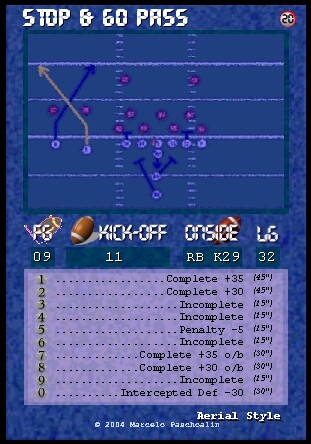 STOP & GO PASS
20
FG KICK-OFF ONSIDE LG
09 11 RB K29 32
1 ..................Complete +35 (45")
2 ..................Complete +30 (45")
3 ....................Incomplete (15")
4 ....................Incomplete (15")
5 ....................Penalty -5 (15")
6 ....................Incomplete (15")
7 ..............Complete +35 o/b (30")
8 ..............Complete +30 o/b (30")
9 ....................Incomplete (15")
0 ...........Intercepted Def -30 (30")
Aerial Style
© 2004 Marcelo Paschoalin